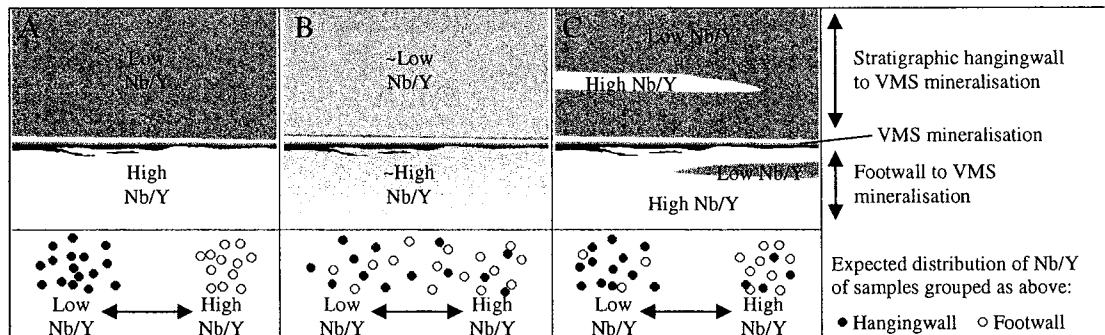 A
Low
Nb/Y
High
Nb/Y
Low
Nb/Y
High
Nb/Y
B
~Low
Nb/Y
~High
Nb/Y
Low
Nb/Y
High
Nb/Y
C
Low Nb/Y
High Nb/Y
Low Nb/Y
High Nb/Y
Low
Nb/Y
High
Nb/Y
Stratigraphic hangingwall
to VMS mineralisation
VMS mineralisation
Footwall to VMS
mineralisation
Expected distribution of Nb/Y
of samples grouped as above:
Hangingwall
Footwall